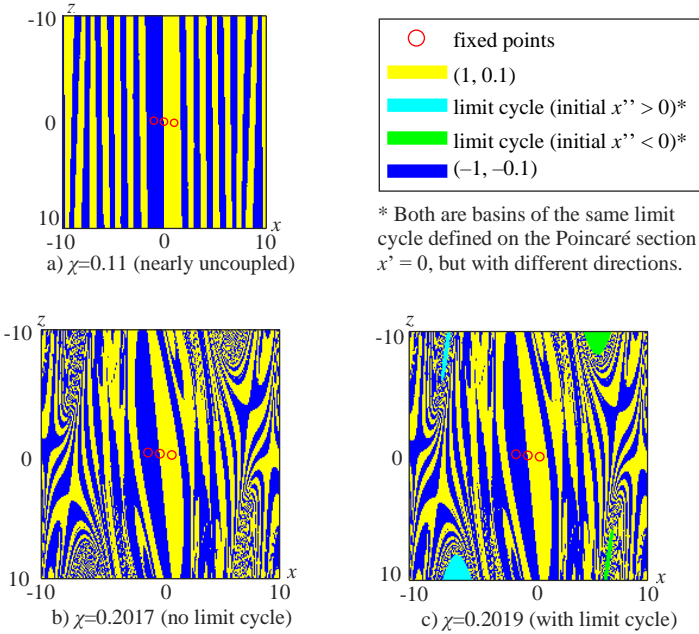 z
-10
0
10
-10
0
10
x
a) χ=0.11 (nearly uncoupled)
fixed points
(1, 0.1)
limit cycle (initial x’’ > 0)*
limit cycle (initial x’’ < 0)*
(–1, –0.1)
* Both are basins of the same limit
cycle defined on the Poincaré section
x’ = 0, but with different directions.
z
-10
0
10
-10
0
10
x
b) χ=0.2017 (no limit cycle)
z
-10
0
10
-10
0
10
x
c) χ=0.2019 (with limit cycle)